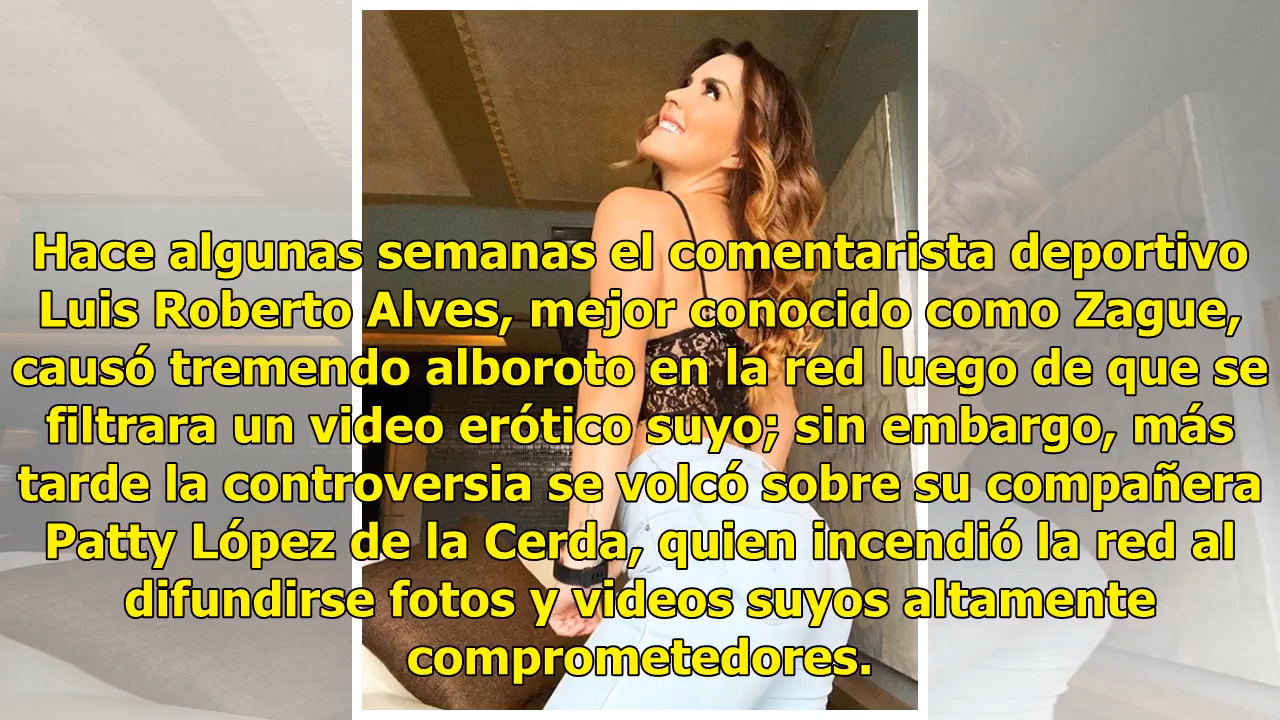 Hace algunas semanas el comentarista deportivo
Luis Roberto Alves, mejor conocido como Zague,
causó tremendo alboroto en la red luego de que se
filtrara un video erótico suyo; sin embargo, más
tarde la controversia se volcó sobre su compañera
Patty López de la Cerda, quien incendió la red al
difundirse fotos y videos suyos altamente
comprometedores.